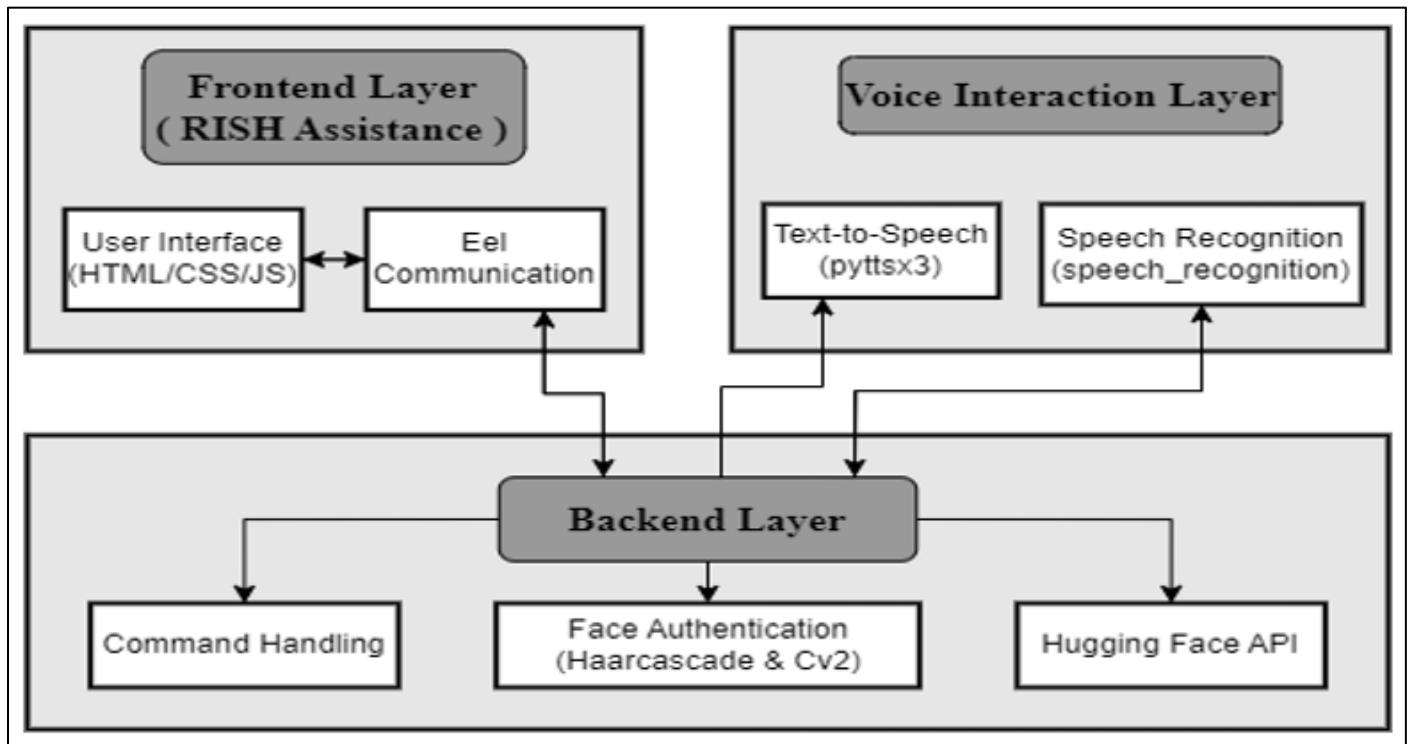 Frontend Layer
( RISH Assistance )
User Interface
(HTML/CSS/JS)
Eel
Communication
Voice Interaction Layer
Text-to-Speech
(pyttsx3)
Speech Recognition
(speech_recognition)
Backend Layer
Command Handling
Face Authentication
(Haarcascade & Cv2)
Hugging Face API